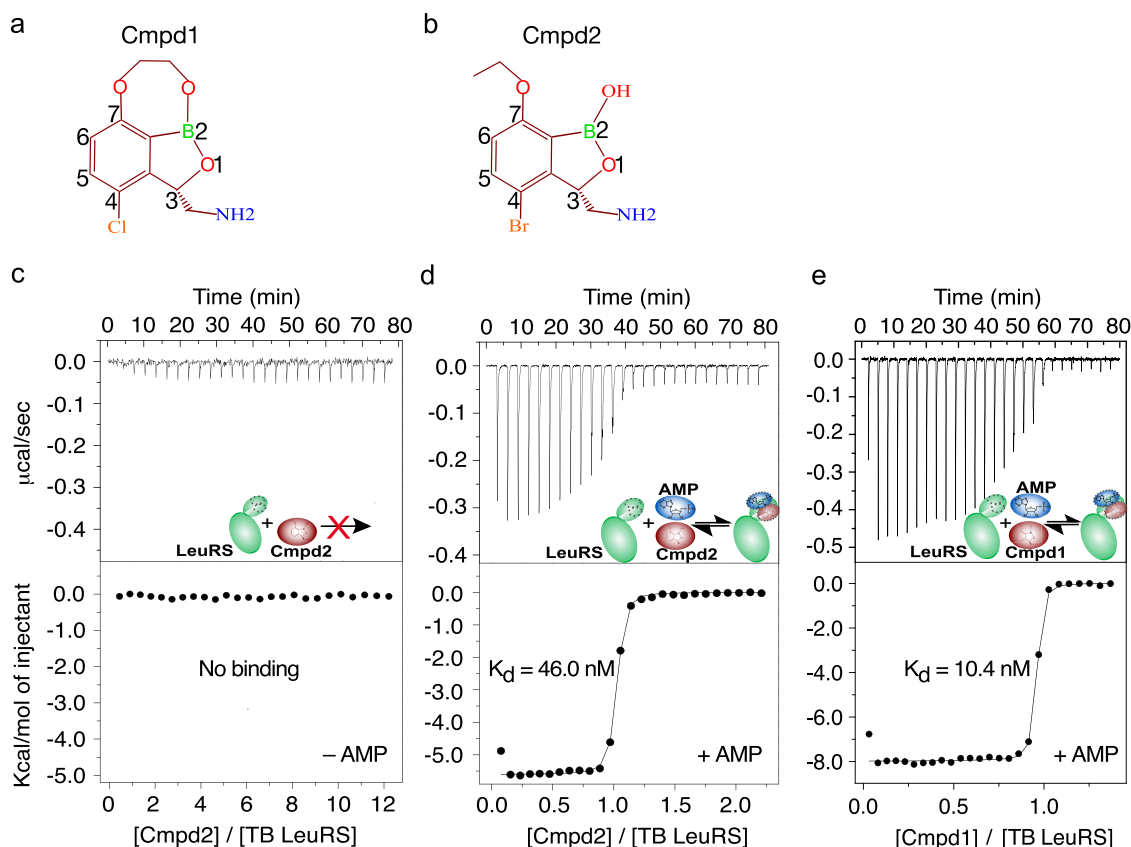 a
Cmpd1
O
O
7
B
2
6
O
1
5
4
3
Cl
NH2
b
Cmpd2
O
OH
7
B
2
6
O
1
5
4
3
Br
NH2
c
Time (min)
0 10 20 30 40 50 60 70 80
µcal/sec
0.0
-0.1
-0.2
-0.3
-0.4
LeuRS
+
Cmpd2
X
Kcal/mol of injectant
0.0
-1.0
-2.0
-3.0
-4.0
-5.0
No binding
– AMP
0 2 4 6 8 10 12
[Cmpd2] / [TB LeuRS]
d
Time (min)
0 10 20 30 40 50 60 70 80
0.0
-0.1
-0.2
-0.3
-0.4
AMP
LeuRS
+
Cmpd2
0.0
-1.0
-2.0
-3.0
-4.0
-5.0
Kd = 46.0 nM
+ AMP
0.0 0.5 1.0 1.5 2.0
[Cmpd2] / [TB LeuRS]
e
Time (min)
0 10 20 30 40 50 60 70 80
0.0
-0.1
-0.2
-0.3
-0.4
-0.5
AMP
LeuRS
+
Cmpd1
0.0
-2.0
-4.0
-6.0
-8.0
Kd = 10.4 nM
+ AMP
0.0 0.5 1.0
[Cmpd1] / [TB LeuRS]